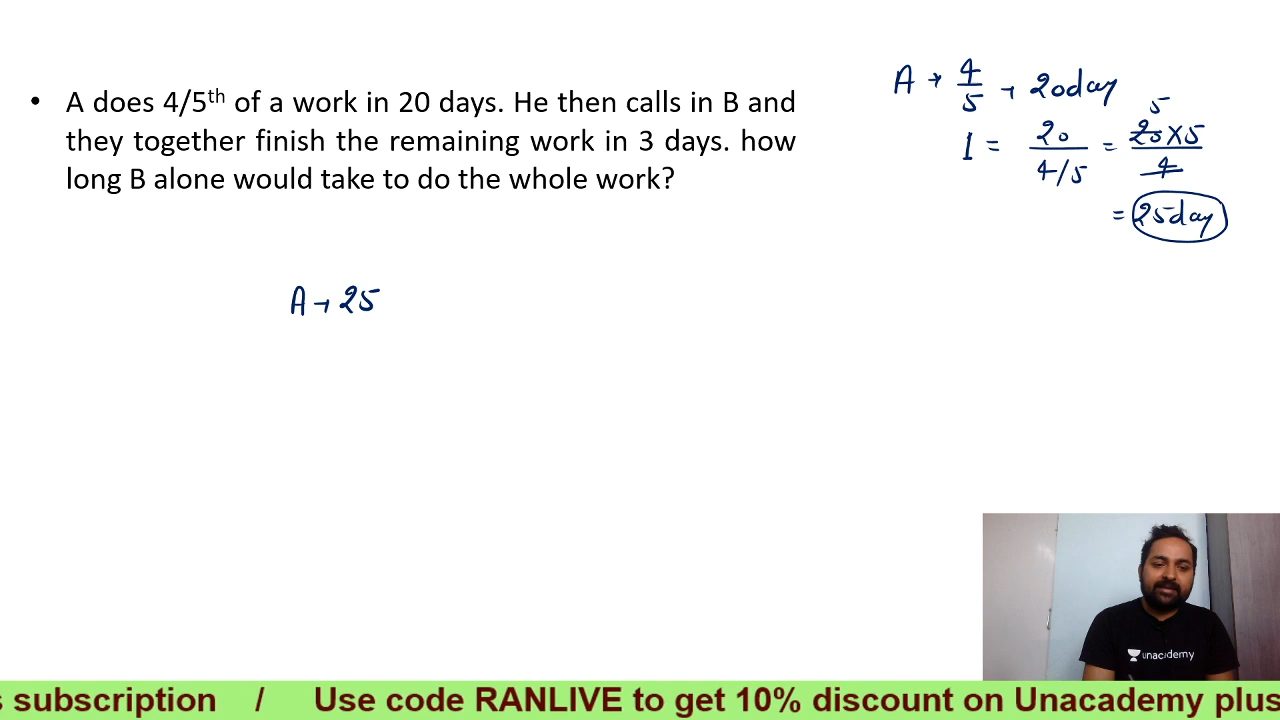 • A does 4/5th of a work in 20 days. He then calls in B and
they together finish the remaining work in 3 days. how
long B alone would take to do the whole work?
A → 4/5 → 20day
1 = 20/4/5 = 20×5/4 5
= 25day
A → 25
unacademy
s subscription / Use code RANLIVE to get 10% discount on Unacademy plus